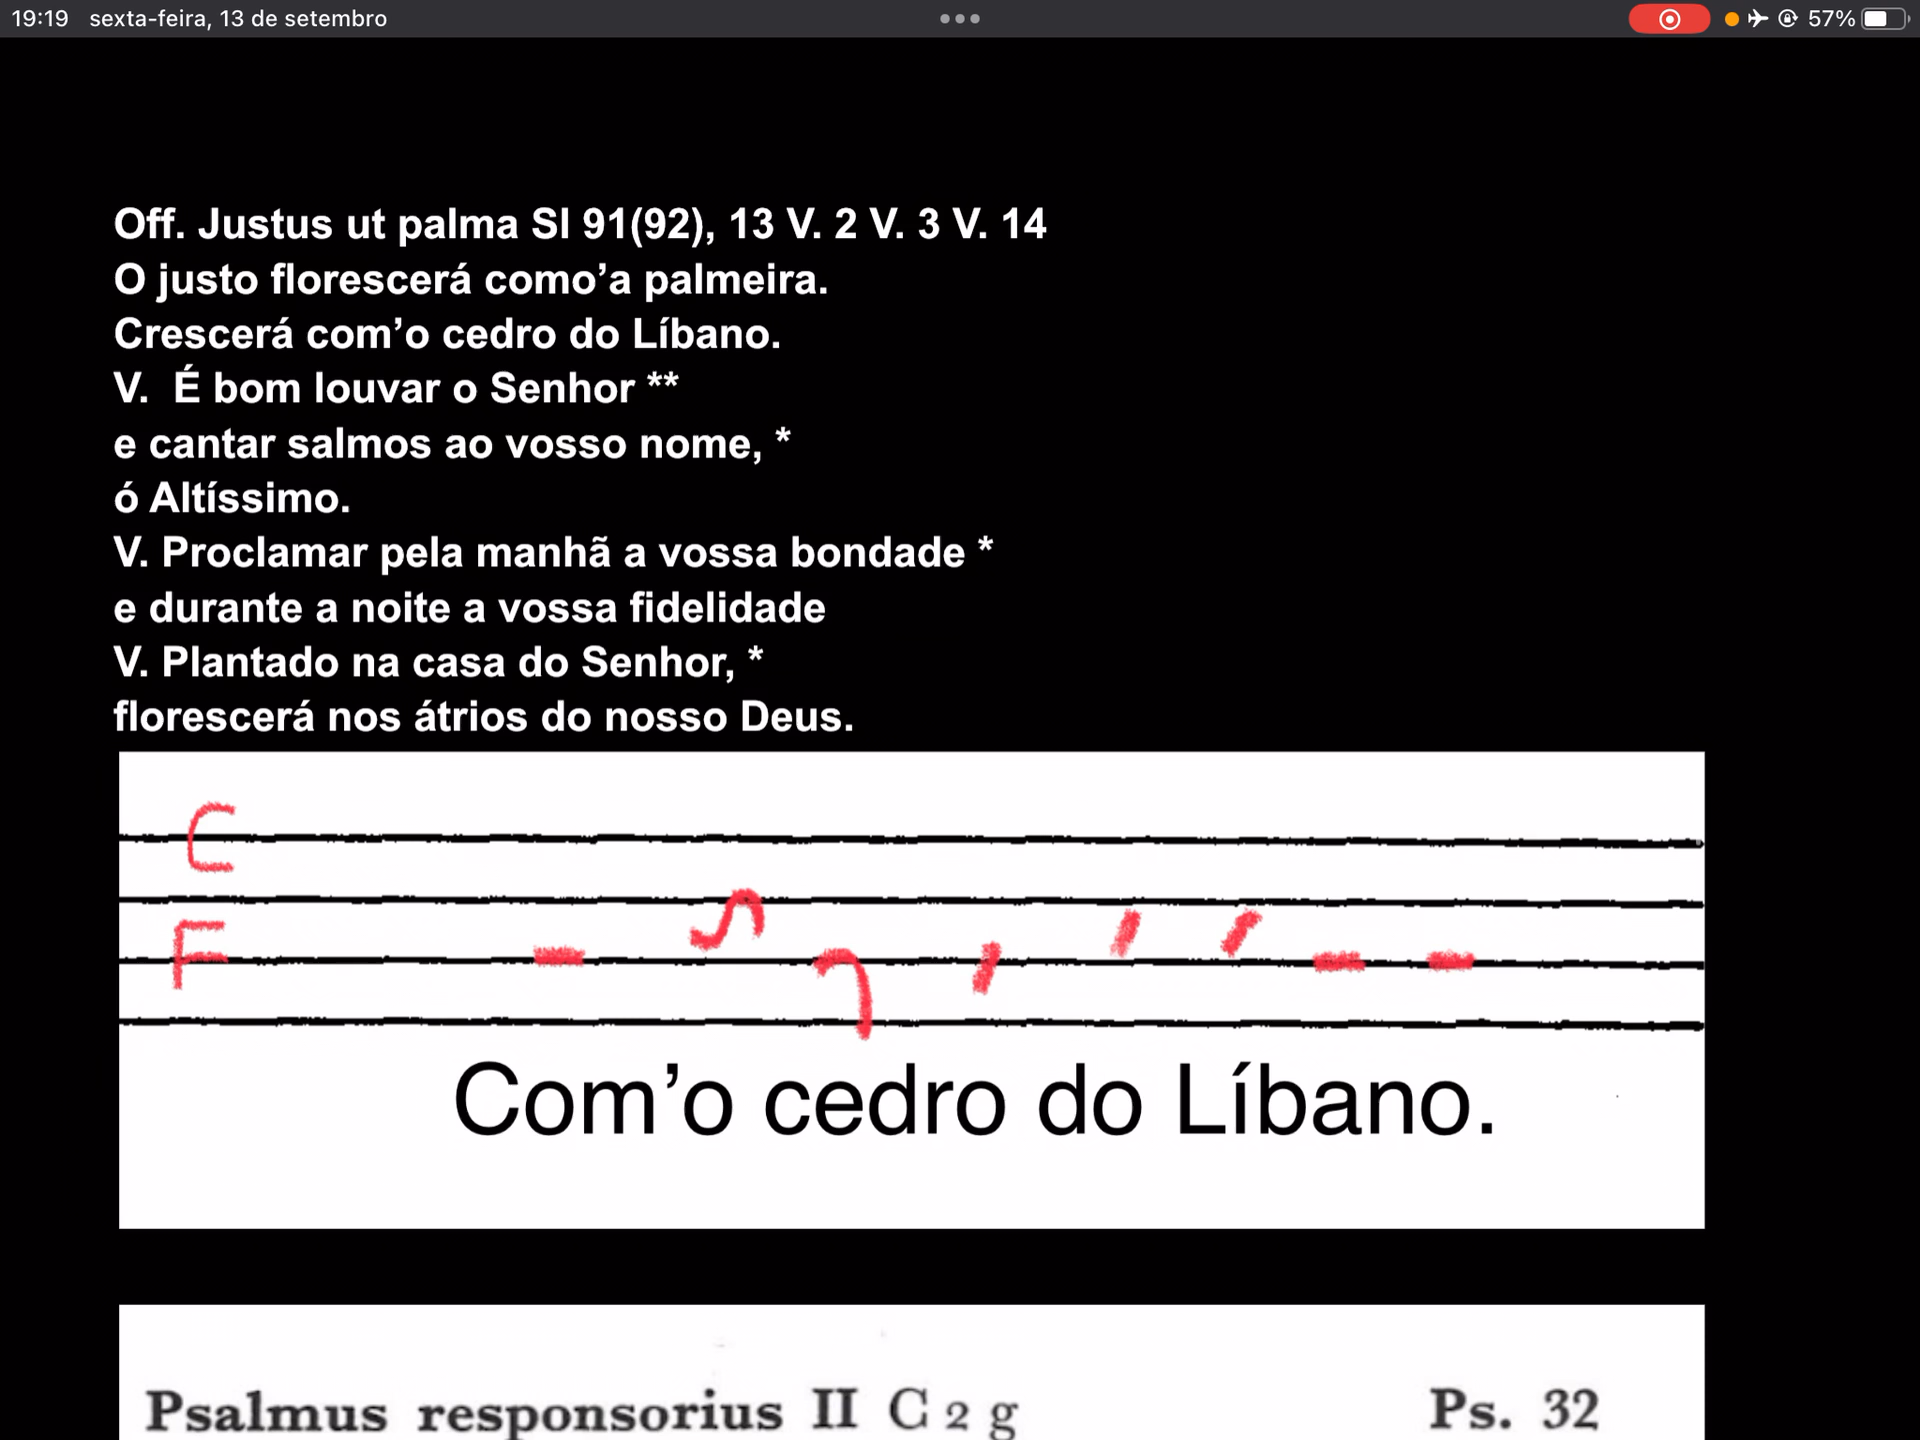 19:19 sexta-feira, 13 de setembro
57%
Off. Justus ut palma Sl 91(92), 13 V. 2 V. 3 V. 14
O justo florescerá como’a palmeira.
Crescerá com’o cedro do Líbano.
V.  É bom louvar o Senhor **
e cantar salmos ao vosso nome, *
ó Altíssimo.
V. Proclamar pela manhã a vossa bondade *
e durante a noite a vossa fidelidade
V. Plantado na casa do Senhor, *
florescerá nos átrios do nosso Deus.
C
F
Com’o cedro do Líbano.
Psalmus responsorius II C 2 g Ps. 32